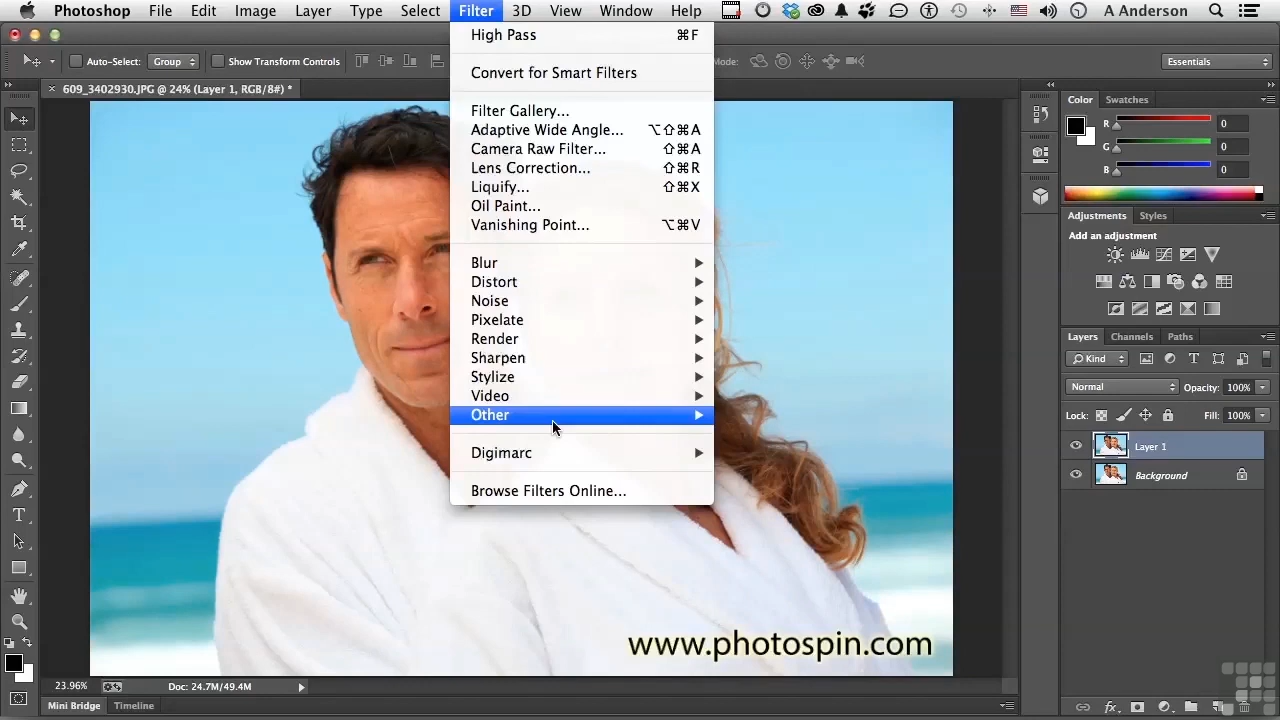 Photoshop File Edit Image Layer Type Select Filter 3D View Window Help A Anderson
Auto-Select: Group Show Transform Controls Mode: Essentials
× 609_3402930.JPG @ 24% (Layer 1, RGB/8#) *
High Pass ⌘F
Convert for Smart Filters
Filter Gallery...
Adaptive Wide Angle... ⌥⇧⌘A
Camera Raw Filter... ⇧⌘A
Lens Correction... ⇧⌘R
Liquify... ⇧⌘X
Oil Paint...
Vanishing Point... ⌥⌘V
Blur
Distort
Noise
Pixelate
Render
Sharpen
Stylize
Video
Other
Digimarc
Browse Filters Online...
Color Swatches
R 0
G 0
B 0
Adjustments Styles
Add an adjustment
Layers Channels Paths
Kind
Normal Opacity: 100%
Lock: Fill: 100%
Layer 1
Background
www.photospin.com
23.96% Doc: 24.7M/49.4M
Mini Bridge Timeline